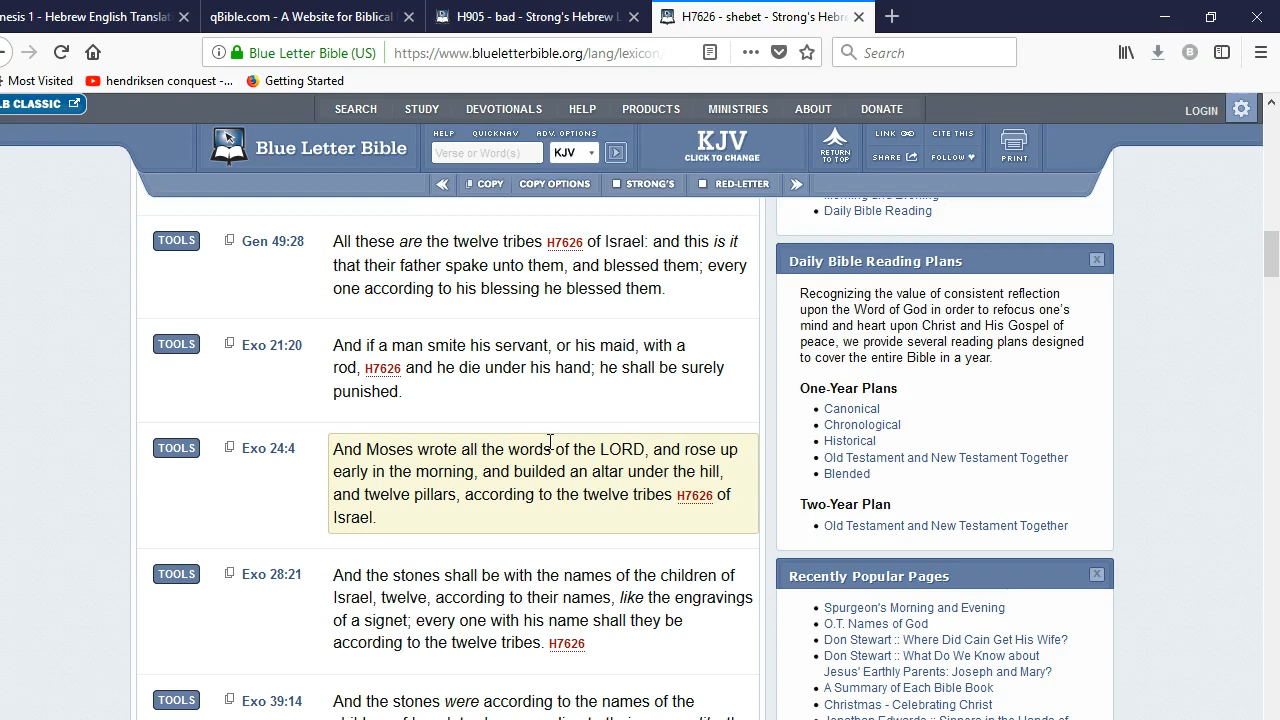 nesis 1 - Hebrew English Translat
qBible.com - A Website for Biblical
H905 - bad - Strong's Hebrew L
H7626 - shebet - Strong's Hebre
Blue Letter Bible (US)
https://www.blueletterbible.org/lang/lexicon
Search
Most Visited
hendriksen conquest -...
Getting Started
LB CLASSIC
SEARCH STUDY DEVOTIONALS HELP PRODUCTS MINISTRIES ABOUT DONATE
LOGIN
Blue Letter Bible
HELP QUICKNAV ADV. OPTIONS
Verse or Word(s) KJV
KJV
CLICK TO CHANGE
RETURN
TO TOP
LINK CITE THIS
SHARE FOLLOW
PRINT
COPY COPY OPTIONS STRONG'S RED-LETTER
TOOLS Gen 49:28 All these are the twelve tribes H7626 of Israel: and this is it
that their father spake unto them, and blessed them; every
one according to his blessing he blessed them.
TOOLS Exo 21:20 And if a man smite his servant, or his maid, with a
rod, H7626 and he die under his hand; he shall be surely
punished.
TOOLS Exo 24:4 And Moses wrote all the words of the LORD, and rose up
early in the morning, and builded an altar under the hill,
and twelve pillars, according to the twelve tribes H7626 of
Israel.
TOOLS Exo 28:21 And the stones shall be with the names of the children of
Israel, twelve, according to their names, like the engravings
of a signet; every one with his name shall they be
according to the twelve tribes. H7626
TOOLS Exo 39:14 And the stones were according to the names of the
Daily Bible Reading
Daily Bible Reading Plans
Recognizing the value of consistent reflection
upon the Word of God in order to refocus one's
mind and heart upon Christ and His Gospel of
peace, we provide several reading plans designed
to cover the entire Bible in a year.
One-Year Plans
Canonical
Chronological
Historical
Old Testament and New Testament Together
Blended
Two-Year Plan
Old Testament and New Testament Together
Recently Popular Pages
Spurgeon's Morning and Evening
O.T. Names of God
Don Stewart :: Where Did Cain Get His Wife?
Don Stewart :: What Do We Know about
Jesus' Earthly Parents: Joseph and Mary?
A Summary of Each Bible Book
Christmas - Celebrating Christ